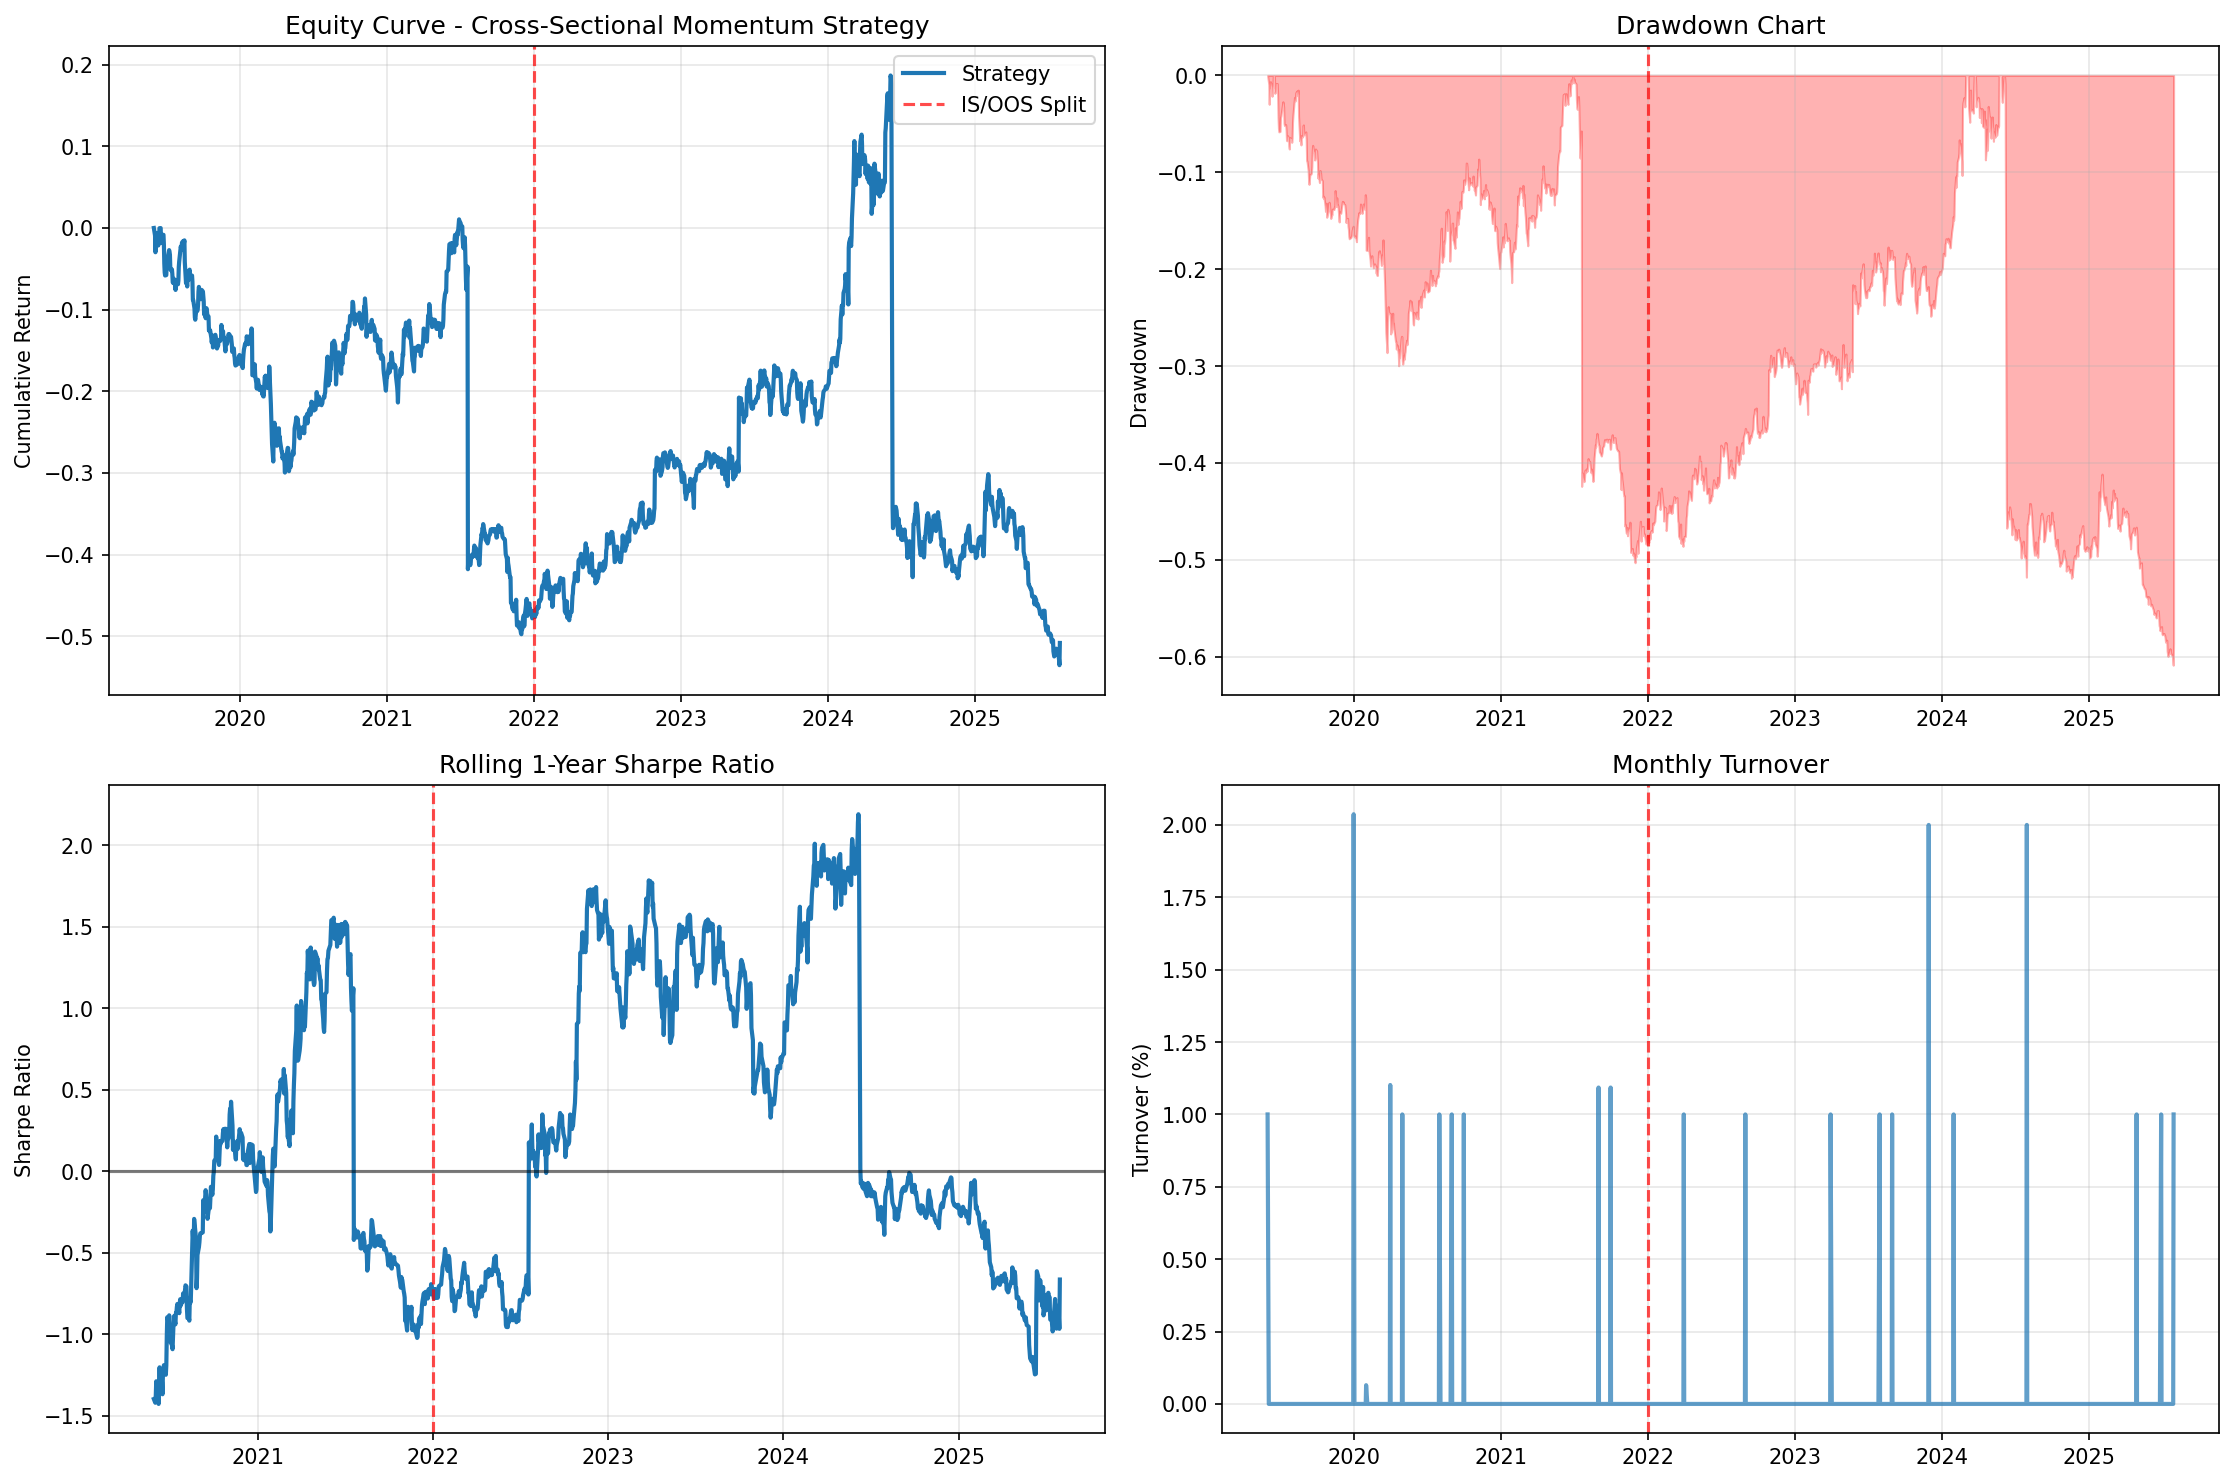 Equity Curve - Cross-Sectional Momentum Strategy
Cumulative Return
0.2
0.1
0.0
−0.1
−0.2
−0.3
−0.4
−0.5
2020 2021 2022 2023 2024 2025
Strategy
IS/OOS Split
Drawdown Chart
Drawdown
0.0
−0.1
−0.2
−0.3
−0.4
−0.5
−0.6
2020 2021 2022 2023 2024 2025
Rolling 1-Year Sharpe Ratio
Sharpe Ratio
2.0
1.5
1.0
0.5
0.0
−0.5
−1.0
−1.5
2021 2022 2023 2024 2025
Monthly Turnover
Turnover (%)
2.00
1.75
1.50
1.25
1.00
0.75
0.50
0.25
0.00
2020 2021 2022 2023 2024 2025